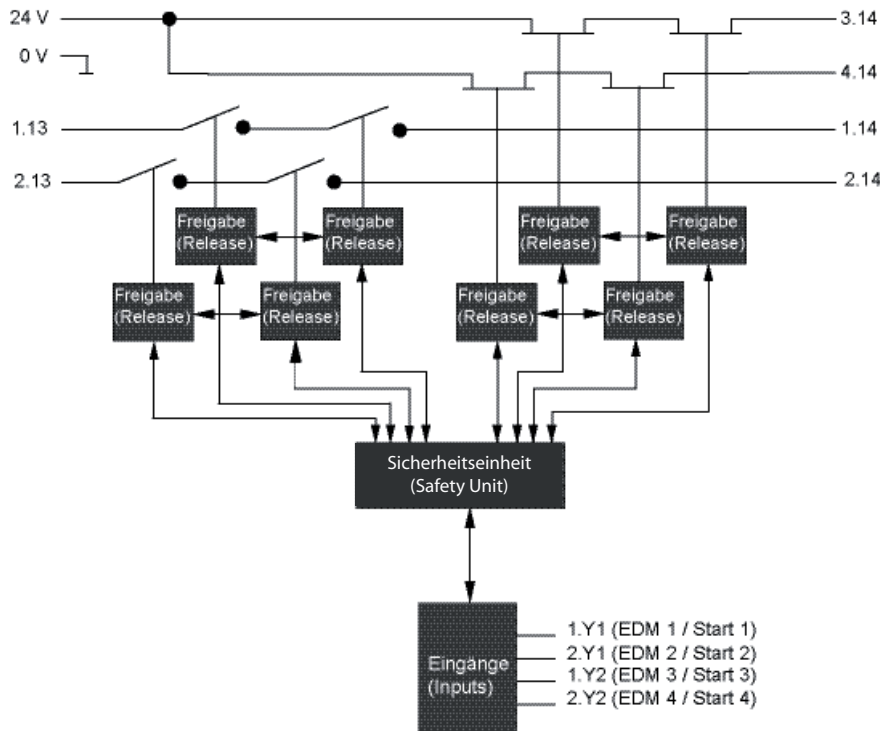 24 V
3.14
0 V
4.14
1.13
1.14
2.13
2.14
Freigabe
(Release)
Freigabe
(Release)
Freigabe
(Release)
Freigabe
(Release)
Freigabe
(Release)
Freigabe
(Release)
Freigabe
(Release)
Freigabe
(Release)
Sicherheitseinheit
(Safety Unit)
Eingänge
(Inputs)
1.Y1 (EDM 1 / Start 1)
2.Y1 (EDM 2 / Start 2)
1.Y2 (EDM 3 / Start 3)
2.Y2 (EDM 4 / Start 4)